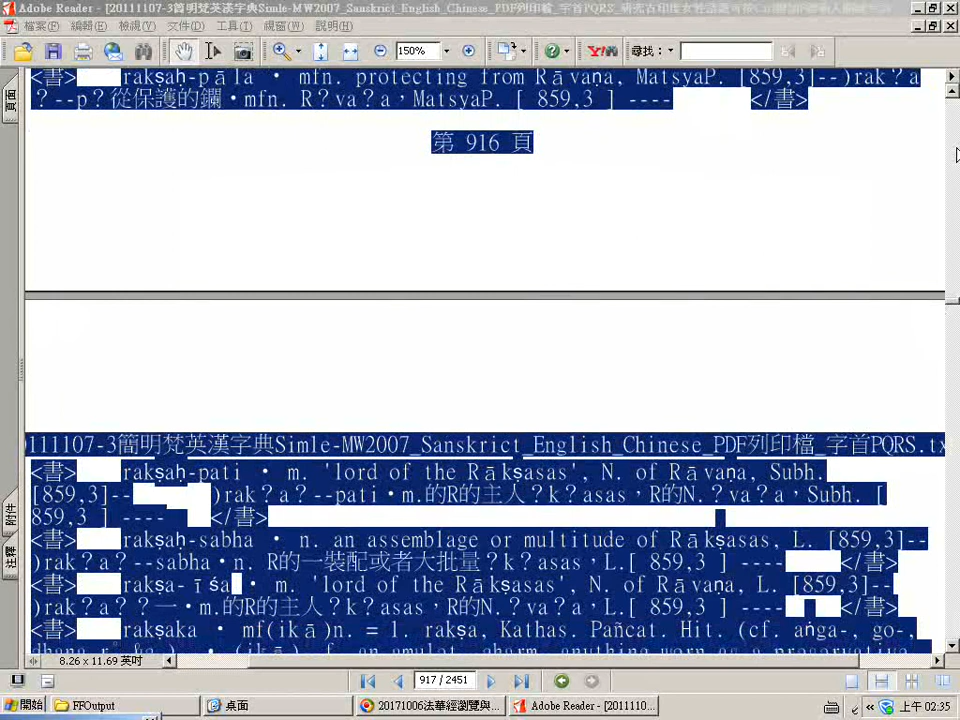 Adobe Reader - [20111107-3簡明梵英漢字典Simle-MW2007_Sanskrict_English_Chinese_PDF列印檔_字首PQRS
檔案(F) 編輯(E) 檢視(V) 文件(D) 工具(T) 視窗(W) 說明(H)
150% 尋找:
頁面
<書> rakṣaḥ-pāla • mfn. protecting from Rāvaṇa, MatsyaP. [859,3]--)rak?a
?--p?從保護的鑭•mfn. R?va?a，MatsyaP. [ 859,3 ] ---- </書>
第 916 頁
111107-3簡明梵英漢字典Simle-MW2007_Sanskrict_English_Chinese_PDF列印檔_字首PQRS.tx
<書> rakṣaḥ-pati • m. 'lord of the Rākṣasas', N. of Rāvaṇa, Subh.
[859,3]-- )rak?a?--pati•m.的R的主人?k?asas，R的N.?va?a，Subh. [
859,3 ] ---- </書>
<書> rakṣaḥ-sabha • n. an assemblage or multitude of Rākṣasas, L. [859,3]--
)rak?a?--sabha•n. R的一裝配或者大批量?k?asas，L.[ 859,3 ] ---- </書>
<書> rakṣa-īśa • m. 'lord of the Rākṣasas', N. of Rāvaṇa, L. [859,3]--
)rak?a??一•m.的R的主人?k?asas，R的N.?va?a，L.[ 859,3 ] ---- </書>
<書> rakṣaka • mf(ikā)n. = 1. rakṣa, Kathas. Pañcat. Hit. (cf. aṅga-, go-,
附件
注釋
8.26 x 11.69 英吋
917 / 2451
開始 FFOutput 桌面 20171006法華經瀏覽與... Adobe Reader - [2011110... 上午 02:35